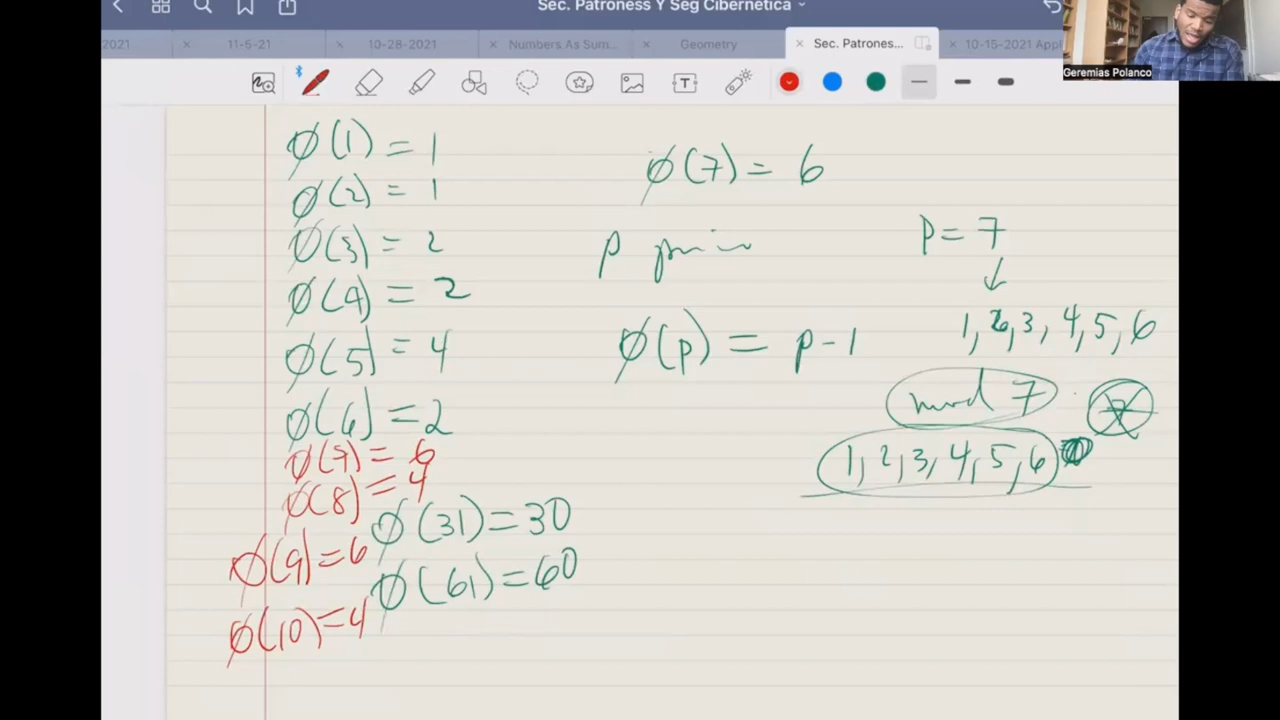 Sec. Patroness Y Seg Cibernetica
2021
11-5-21
10-28-2021
Numbers As Sum...
Geometry
Sec. Patrones...
10-15-2021 Appl
Geremias Polanco
φ(1) = 1
φ(2) = 1
φ(3) = 2
φ(4) = 2
φ(5) = 4
φ(6) = 2
φ(7) = 6
φ(8) = 4
φ(9) = 6
φ(10) = 4
φ(31) = 30
φ(61) = 60
φ(7) = 6
p prime
φ(p) = p - 1
p = 7
↓
1, 2, 3, 4, 5, 6
mod 7
1, 2, 3, 4, 5, 6